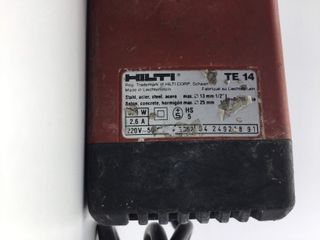 HILTI TE 14
Reg. Trademark of HILTI CORP. Schaan
Made in Liechtenstein Fabriqué au Liechtenstein
Stahl, acier, steel, acero max. ∅ 13 mm 1/2"
Beton, concrete, hormigón max. ∅ 25 mm
W HS
2.6 A 5
220V~